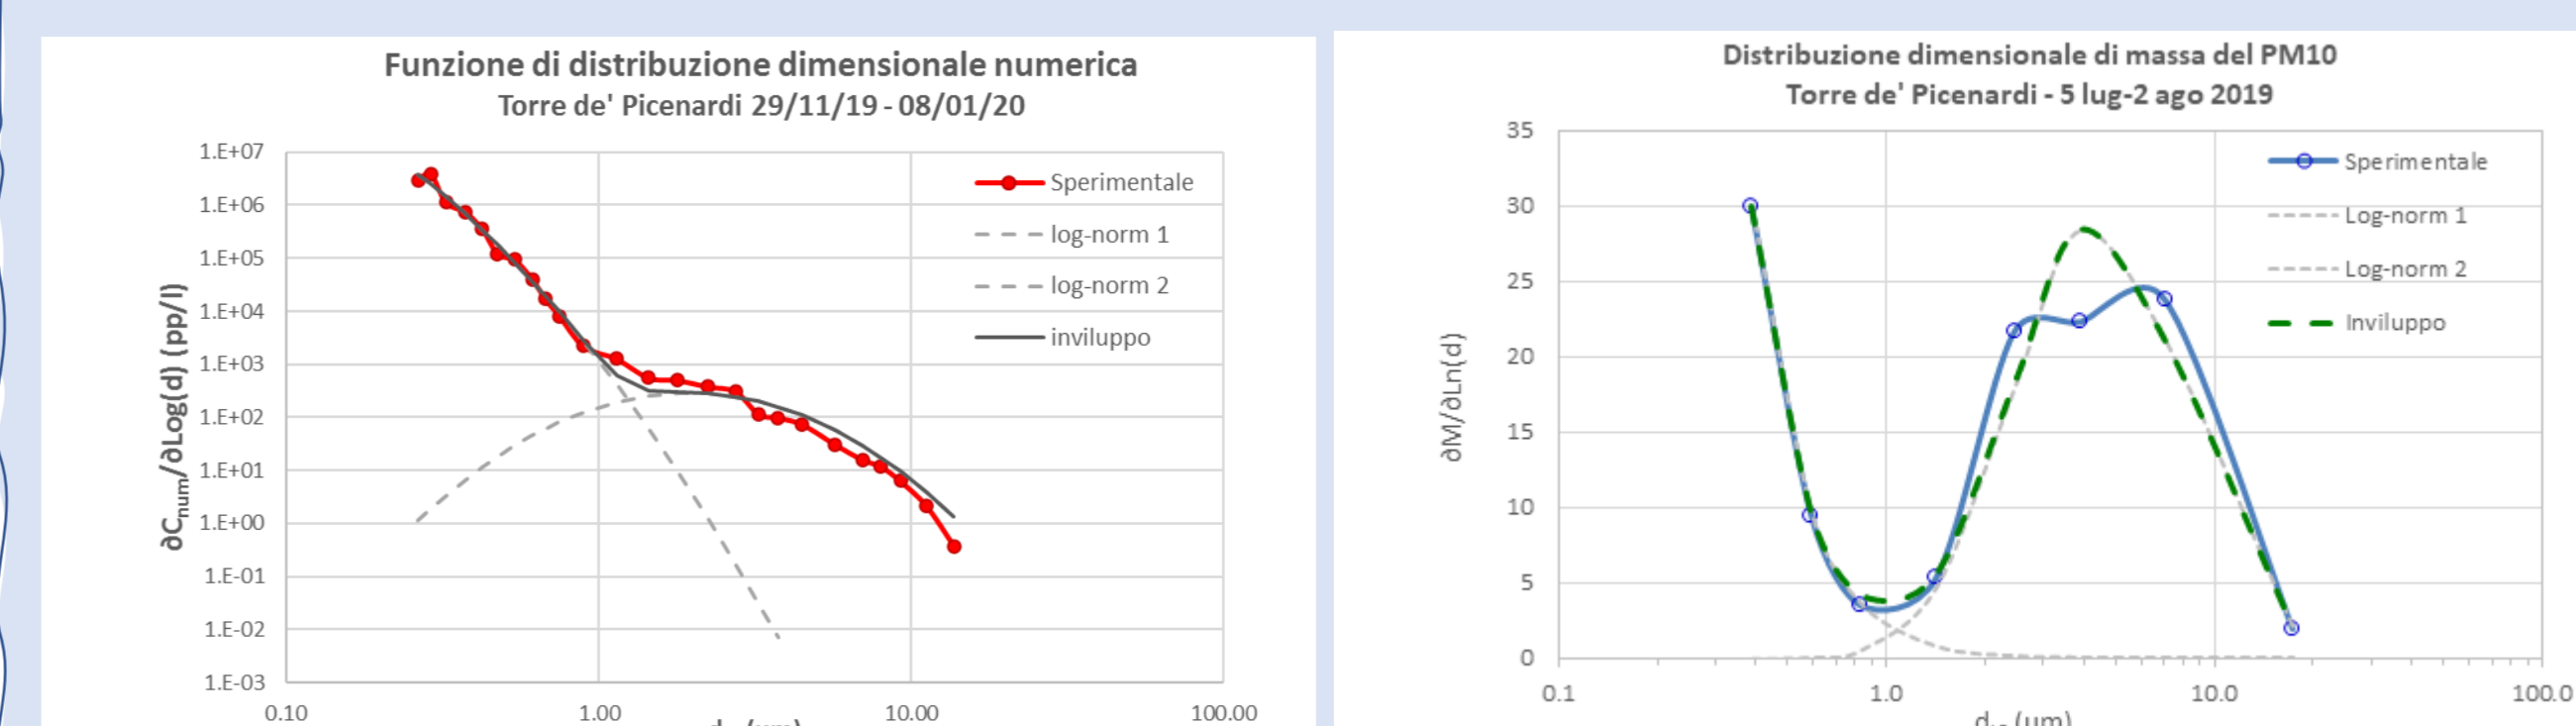 Funzione di distribuzione dimensionale numerica
Torre de' Picenardi 29/11/19 - 08/01/20
∂Cnum/∂Log(d) (pp/l)
1.E+07
1.E+06
1.E+05
1.E+04
1.E+03
1.E+02
1.E+01
1.E+00
1.E-01
1.E-02
1.E-03
0.10 1.00 10.00 100.00
Sperimentale
log-norm 1
log-norm 2
inviluppo
Distribuzione dimensionale di massa del PM10
Torre de' Picenardi - 5 lug-2 ago 2019
∂M/∂Ln(d)
35
30
25
20
15
10
5
0
0.1 1.0 10.0 100.0
Sperimentale
Log-norm 1
Log-norm 2
Inviluppo